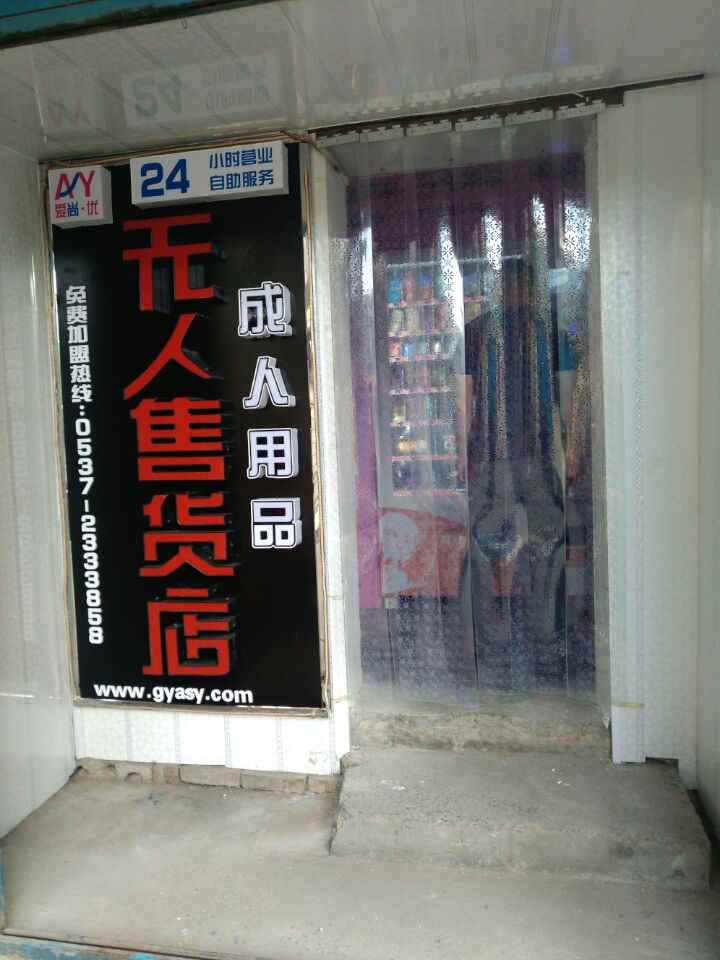 AY
爱尚·优
24
小时营业
自助服务
无人售货店
成人用品
免费加盟热线:0537-2333858
www.gyasy.com